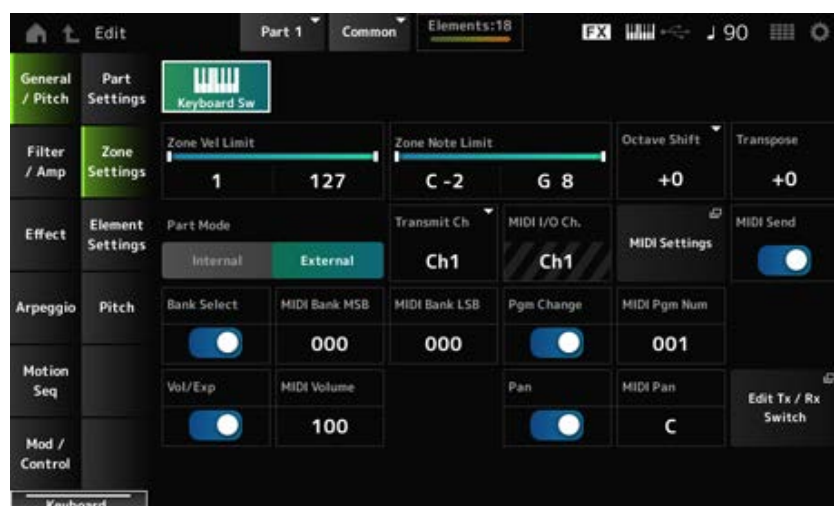 Edit
Part 1
Common
Elements:18
FX
♩ 90
General / Pitch
Part Settings
Keyboard Sw
Filter / Amp
Zone Settings
Zone Vel Limit
1
127
Zone Note Limit
C -2
G 8
Octave Shift
+0
Transpose
+0
Effect
Element Settings
Part Mode
Internal
External
Transmit Ch
Ch1
MIDI I/O Ch.
Ch1
MIDI Settings
MIDI Send
Arpeggio
Pitch
Bank Select
MIDI Bank MSB
000
MIDI Bank LSB
000
Pgm Change
MIDI Pgm Num
001
Motion Seq
Vol/Exp
MIDI Volume
100
Pan
MIDI Pan
C
Edit Tx / Rx Switch
Mod / Control
Keyboard